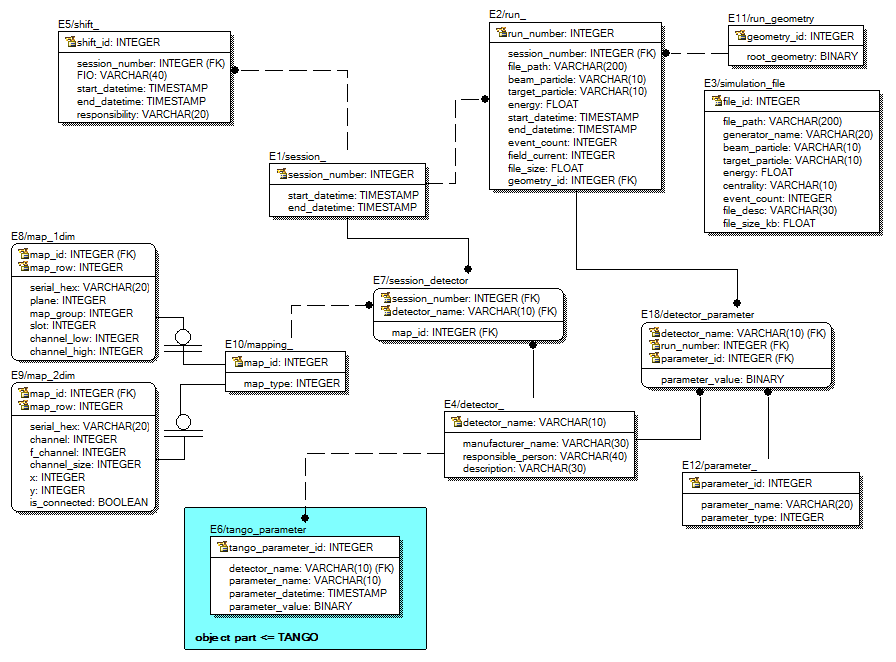 E5/shift_
shift_id: INTEGER
session_number: INTEGER (FK)
FIO: VARCHAR(40)
start_datetime: TIMESTAMP
end_datetime: TIMESTAMP
responsibility: VARCHAR(20)
E2/run_
run_number: INTEGER
session_number: INTEGER (FK)
file_path: VARCHAR(200)
beam_particle: VARCHAR(10)
target_particle: VARCHAR(10)
energy: FLOAT
start_datetime: TIMESTAMP
end_datetime: TIMESTAMP
event_count: INTEGER
field_current: INTEGER
file_size: FLOAT
geometry_id: INTEGER (FK)
E11/run_geometry
geometry_id: INTEGER
root_geometry: BINARY
E3/simulation_file
file_id: INTEGER
file_path: VARCHAR(200)
generator_name: VARCHAR(20)
beam_particle: VARCHAR(10)
target_particle: VARCHAR(10)
energy: FLOAT
centrality: VARCHAR(10)
event_count: INTEGER
file_desc: VARCHAR(30)
file_size_kb: FLOAT
E1/session_
session_number: INTEGER
start_datetime: TIMESTAMP
end_datetime: TIMESTAMP
E8/map_1dim
map_id: INTEGER (FK)
map_row: INTEGER
serial_hex: VARCHAR(20)
plane: INTEGER
map_group: INTEGER
slot: INTEGER
channel_low: INTEGER
channel_high: INTEGER
E7/session_detector
session_number: INTEGER (FK)
detector_name: VARCHAR(10) (FK)
map_id: INTEGER (FK)
E18/detector_parameter
detector_name: VARCHAR(10) (FK)
run_number: INTEGER (FK)
parameter_id: INTEGER (FK)
parameter_value: BINARY
E10/mapping_
map_id: INTEGER
map_type: INTEGER
E9/map_2dim
map_id: INTEGER (FK)
map_row: INTEGER
serial_hex: VARCHAR(20)
channel: INTEGER
f_channel: INTEGER
channel_size: INTEGER
x: INTEGER
y: INTEGER
is_connected: BOOLEAN
E4/detector_
detector_name: VARCHAR(10)
manufacturer_name: VARCHAR(30)
responsible_person: VARCHAR(40)
description: VARCHAR(30)
E12/parameter_
parameter_id: INTEGER
parameter_name: VARCHAR(20)
parameter_type: INTEGER
E6/tango_parameter
tango_parameter_id: INTEGER
detector_name: VARCHAR(10) (FK)
parameter_name: VARCHAR(10)
parameter_datetime: TIMESTAMP
parameter_value: BINARY
object part <= TANGO